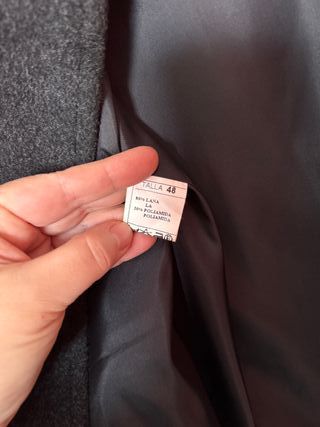 TALLA 48
80% LANA
LA
20% POLIAMIDA
POLIAMIDA